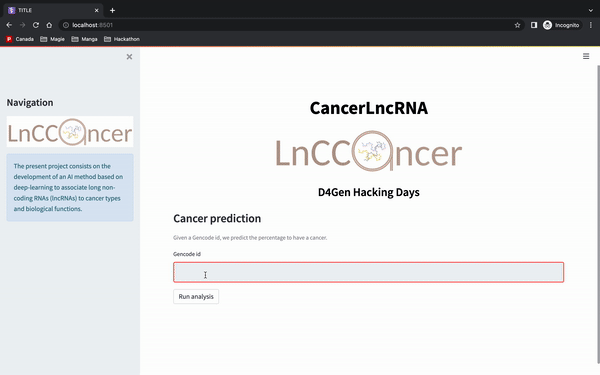 TITLE
localhost:8501
Incognito
Canada
Magie
Manga
Hackathon
Navigation
LnCCancer
The present project consists on the
development of an AI method based on
deep-learning to associate long non-
coding RNAs (lncRNAs) to cancer types
and biological functions.
CancerLncRNA
LnCCancer
D4Gen Hacking Days
Cancer prediction
Given a Gencode id, we predict the percentage to have a cancer.
Gencode id
Run analysis